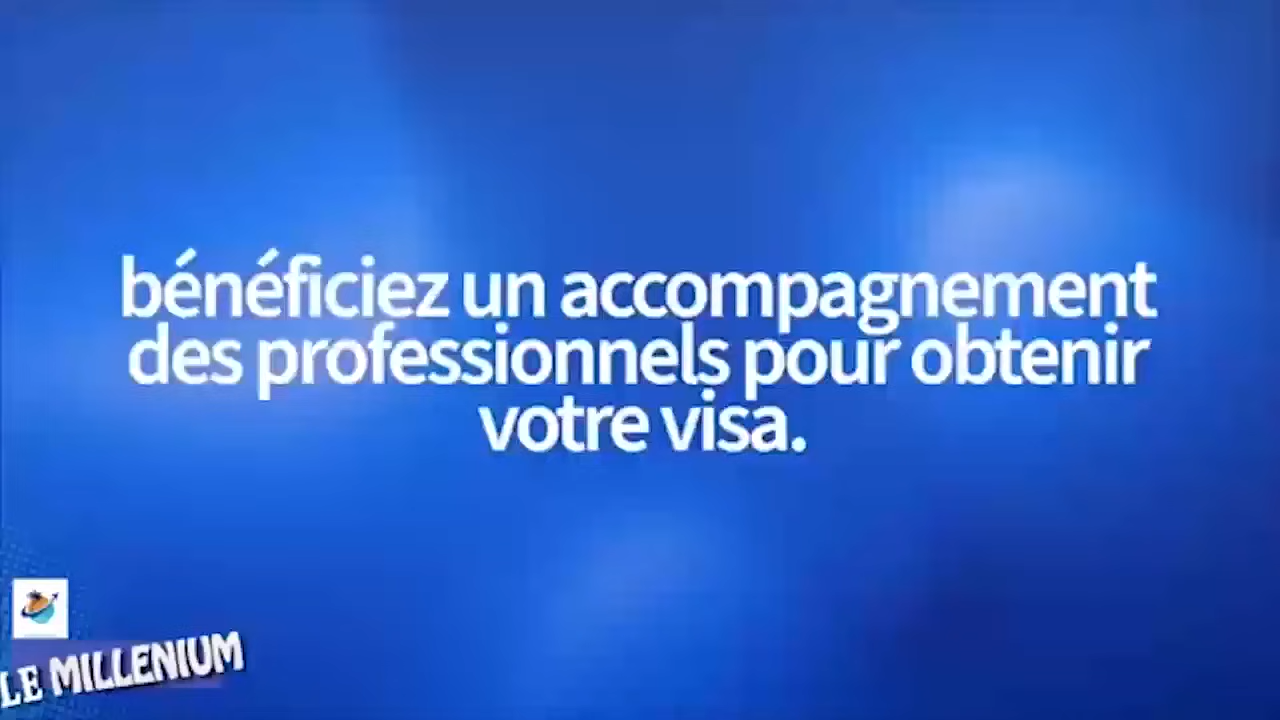 bénéficiez un accompagnement
des professionnels pour obtenir
votre visa.
LE MILLENIUM